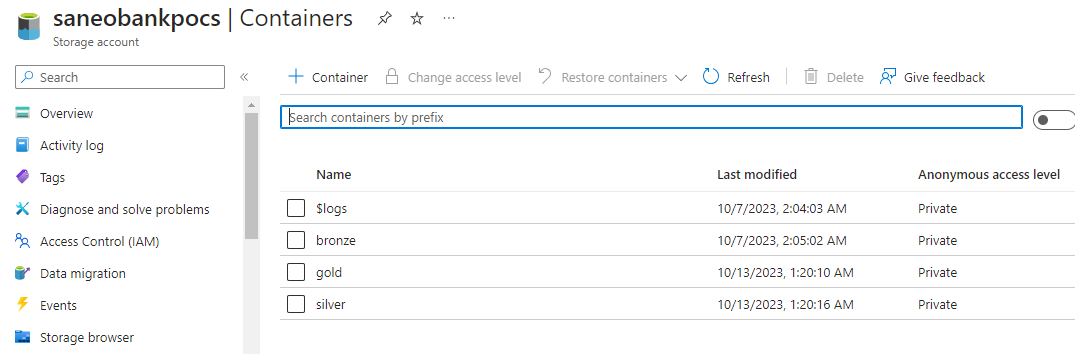 saneobankpocs | Containers
Storage account
Search
Overview
Activity log
Tags
Diagnose and solve problems
Access Control (IAM)
Data migration
Events
Storage browser
Container
Change access level
Restore containers
Refresh
Delete
Give feedback
Search containers by prefix
Name Last modified Anonymous access level
$logs 10/7/2023, 2:04:03 AM Private
bronze 10/7/2023, 2:05:02 AM Private
gold 10/13/2023, 1:20:10 AM Private
silver 10/13/2023, 1:20:16 AM Private